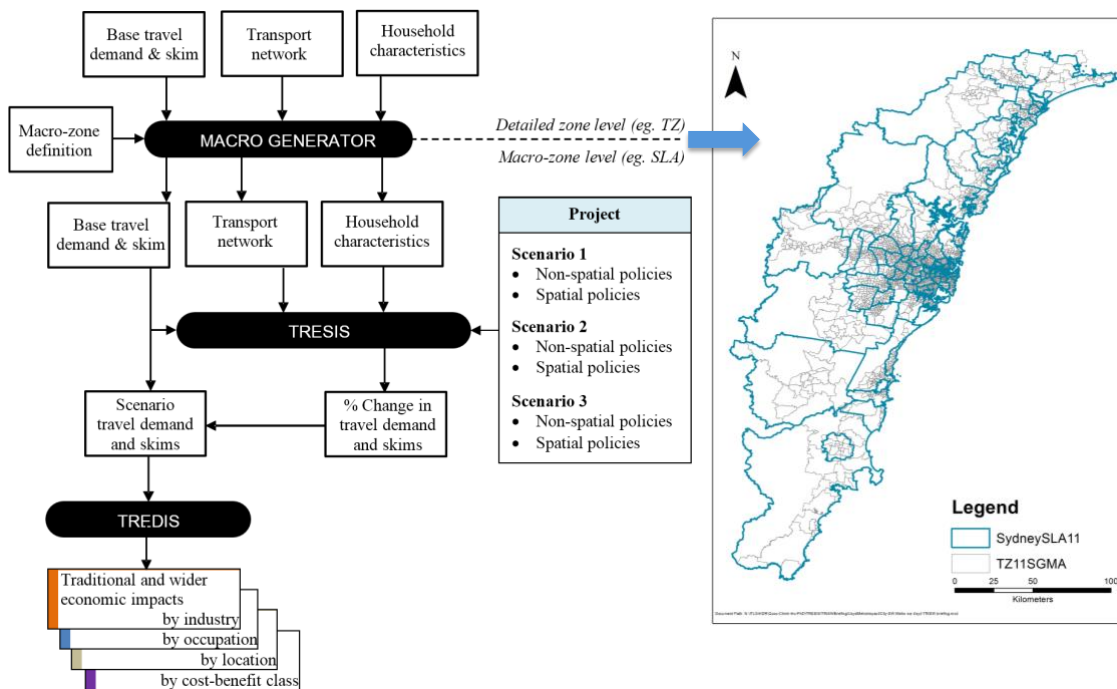 Base travel
demand & skim
Transport
network
Household
characteristics
Macro-zone
definition
MACRO GENERATOR
Detailed zone level (eg. TZ)
Macro-zone level (eg. SLA)
Base travel
demand & skim
Transport
network
Household
characteristics
Project
Scenario 1
• Non-spatial policies
• Spatial policies
Scenario 2
• Non-spatial policies
• Spatial policies
Scenario 3
• Non-spatial policies
• Spatial policies
TRESIS
Scenario
travel demand
and skims
% Change in
travel demand
and skims
TREDIS
Traditional and wider
economic impacts
by industry
by occupation
by location
by cost-benefit class
N
Legend
SydneySLA11
TZ11SGMA
0 25 50 100
Kilometers